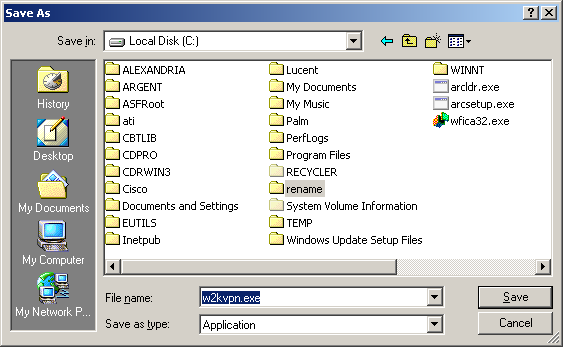 Save As
Save in: Local Disk (C:)
History
Desktop
My Documents
My Computer
My Network P...
ALEXANDRIA
ARGENT
ASFRoot
ati
CBTLIB
CDPRO
CDRWIN3
Cisco
Documents and Settings
EUTILS
Inetpub
Lucent
My Documents
My Music
Palm
PerfLogs
Program Files
RECYCLER
rename
System Volume Information
TEMP
Windows Update Setup Files
WINNT
arcldr.exe
arcsetup.exe
wfica32.exe
File name: w2kvpn.exe Save
Save as type: Application Cancel